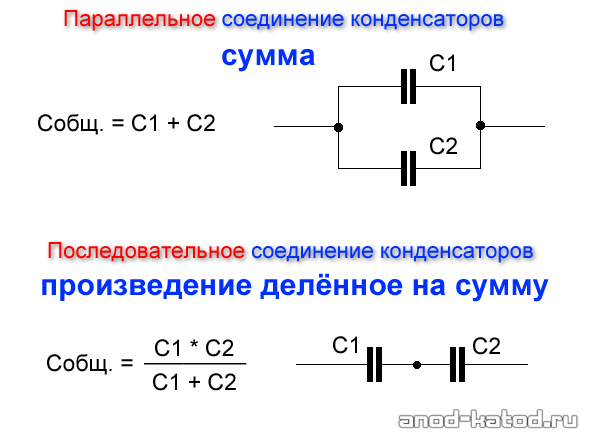 Параллельное соединение конденсаторов
сумма
C1
Cобщ. = C1 + C2
C2
Последовательное соединение конденсаторов
произведение делённое на сумму
Cобщ. = C1 * C2
C1 + C2
C1
C2
anod-katod.ru